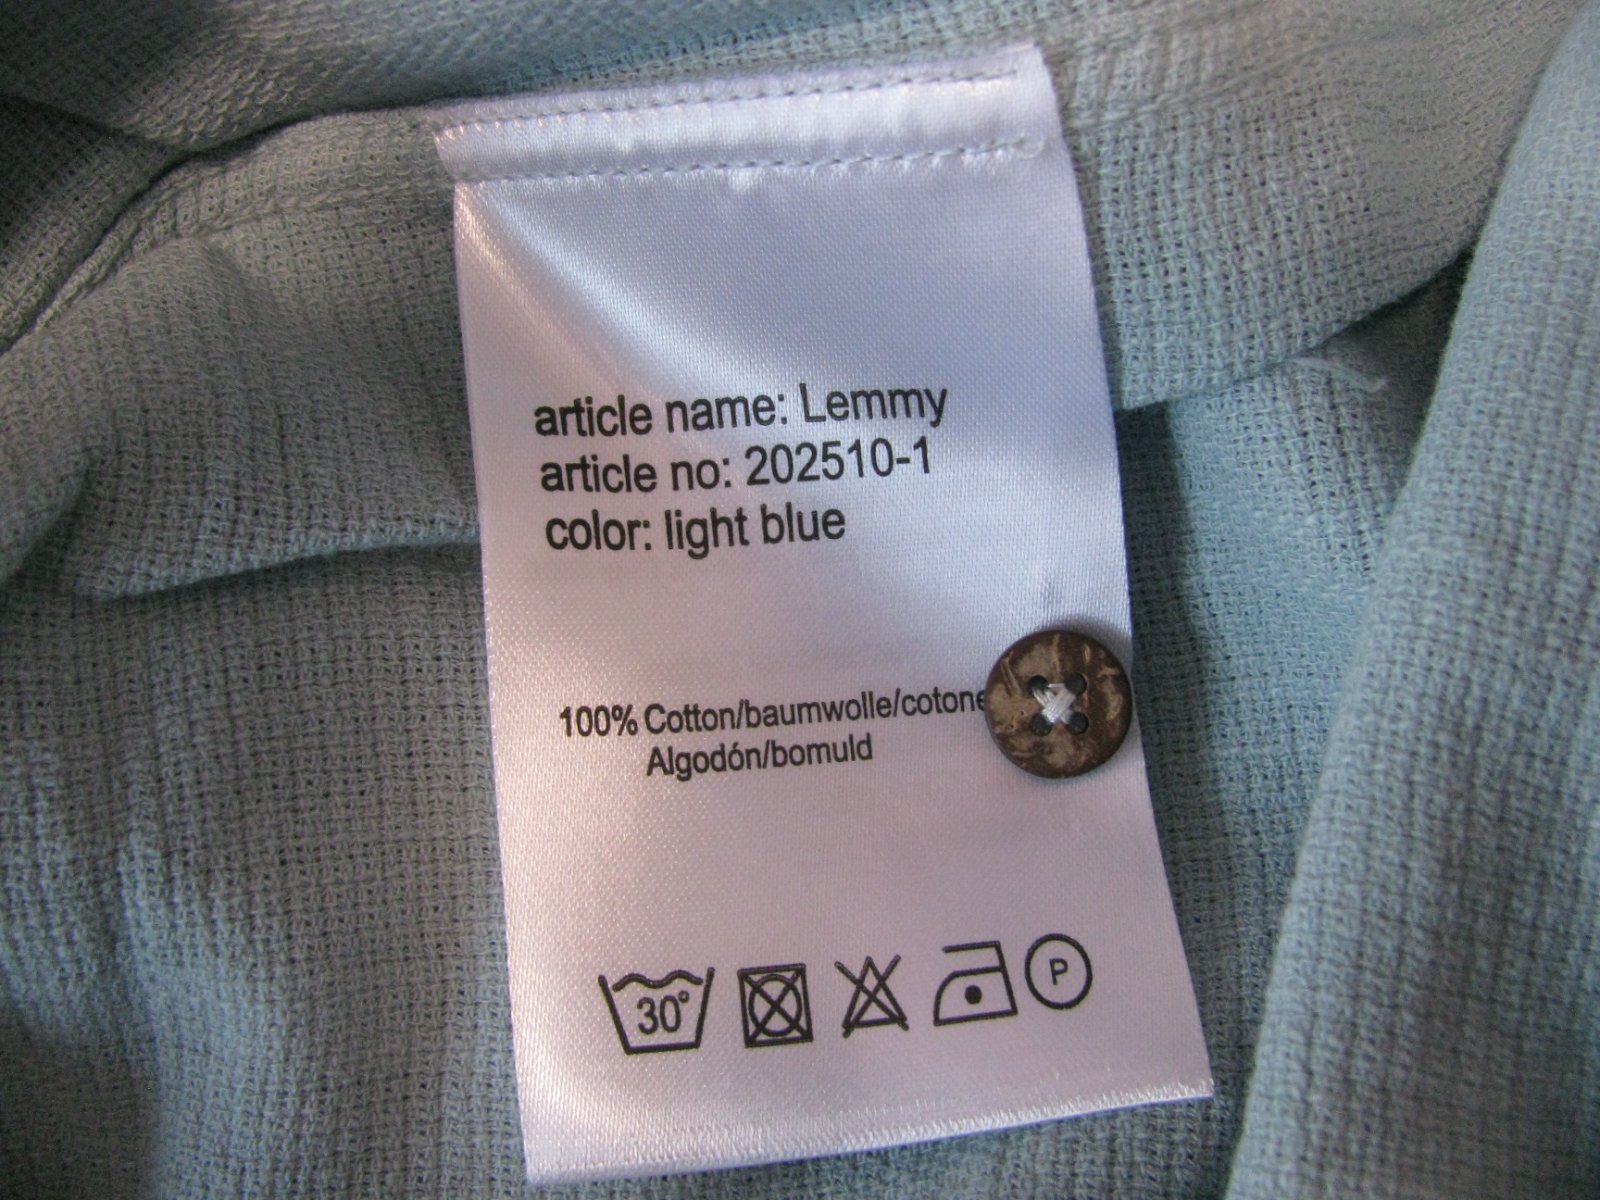 article name: Lemmy
article no: 202510-1
color: light blue
100% Cotton/baumwolle/cotone
Algodón/bomuld
30°
P